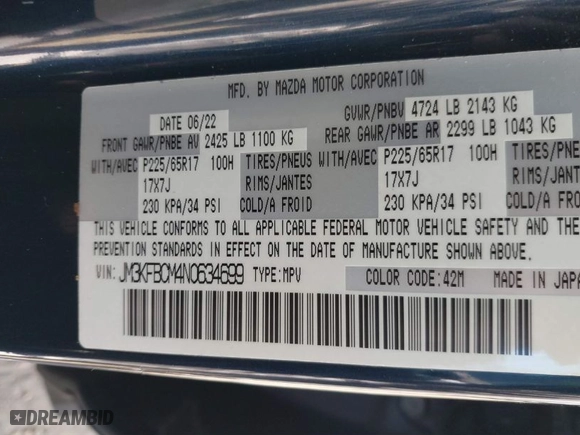 MFD. BY MAZDA MOTOR CORPORATION
DATE 06/22 GVWR/PNBV 4724 LB 2143 KG
FRONT GAWR/PNBE AV 2425 LB 1100 KG REAR GAWR/PNBE AR 2299 LB 1043 KG
WITH/AVEC P225/65R17 100H TIRES/PNEUS WITH/AVEC P225/65R17 100H TIRES/PNEUS
17X7J RIMS/JANTES 17X7J RIMS/JANTES
230 KPA/34 PSI COLD/A FROID 230 KPA/34 PSI COLD/A FROID
THIS VEHICLE CONFORMS TO ALL APPLICABLE FEDERAL MOTOR VEHICLE SAFETY AND THE
PREVENTION STANDARDS IN EFFECT ON THE DATE OF MANUFACTURE SHOWN ABOVE.
VIN: JM3KFBCM4N0634699 TYPE:MPV COLOR CODE:42M MADE IN JAPA
DREAMBID